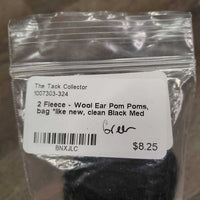 The Tack Collector
1007303-324
2 Fleece - Wool Ear Pom Poms,
bag *like new, clean Black Med
Green
$8.25
BNXJLC